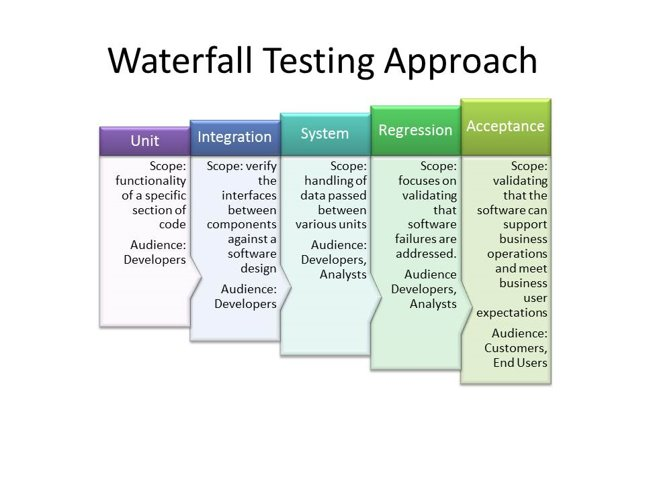 Waterfall Testing Approach
Unit
Scope:
functionality
of a specific
section of
code
Audience:
Developers
Integration
Scope: verify
the
interfaces
between
components
against a
software
design
Audience:
Developers
System
Scope:
handling of
data passed
between
various units
Audience:
Developers,
Analysts
Regression
Scope:
focuses on
validating
that
software
failures are
addressed.
Audience
Developers,
Analysts
Acceptance
Scope:
validating
that the
software can
support
business
operations
and meet
business
user
expectations
Audience:
Customers,
End Users